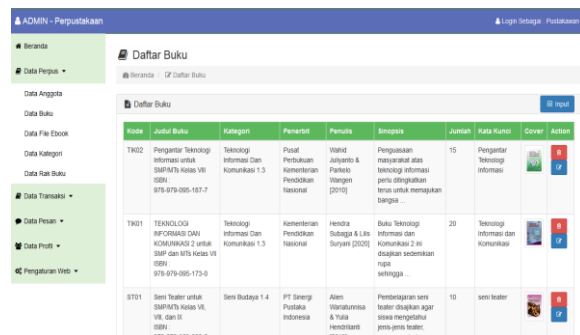 ADMIN - Perpustakaan
Login Sebagai : Pustakawan
Beranda
Data Perpus
Data Anggota
Data Buku
Data File Ebook
Data Kategori
Data Rak Buku
Data Transaksi
Data Pesan
Data Profil
Pengaturan Web
Daftar Buku
Beranda / Daftar Buku
Daftar Buku
Input
Kode Judul Buku Kategori Penerbit Penulis Sinopsis Jumlah Kata Kunci Cover Action
TIK02
Pengantar Teknologi
Informasi untuk
SMP/MTs Kelas VII
ISBN :
978-979-095-187-7
Teknologi
Informasi Dan
Komunikasi 1.3
Pusat
Perbukuan
Kementerian
Pendidikan
Nasional
Wahid
Juliyanto &
Parkelo
Wangen
[2010]
Penguasaan
masyarakat atas
teknologi informasi
perlu ditingkatkan
terus untuk memajukan
bangsa ...
15
Pengantar
Teknologi
Informasi
TIK01
TEKNOLOGI
INFORMASI DAN
KOMUNIKASI 2 untuk
SMP dan MTs Kelas VII
ISBN :
978-979-095-173-0
Teknologi
Informasi Dan
Komunikasi 1.3
Kementerian
Pendidikan
Nasional
Hendra
Subagja & Lilis
Suryani [2020]
Buku Teknologi
Informasi dan
Komunikasi 2 ini
disajikan sedemikian
rupa
sehingga ...
20
Teknologi
Informasi dan
Komunikasi
ST01
Seni Teater untuk
SMP/MTs Kelas VII,
VIII, dan IX
ISBN :
Seni Budaya 1.4
PT Sinergi
Pustaka
Indonesia
Alien
Wariatunnisa
& Yulia
Hendrilianti
Pembelajaran seni
teater disajikan agar
siswa mengetahui
jenis-jenis teater,
10
seni teater